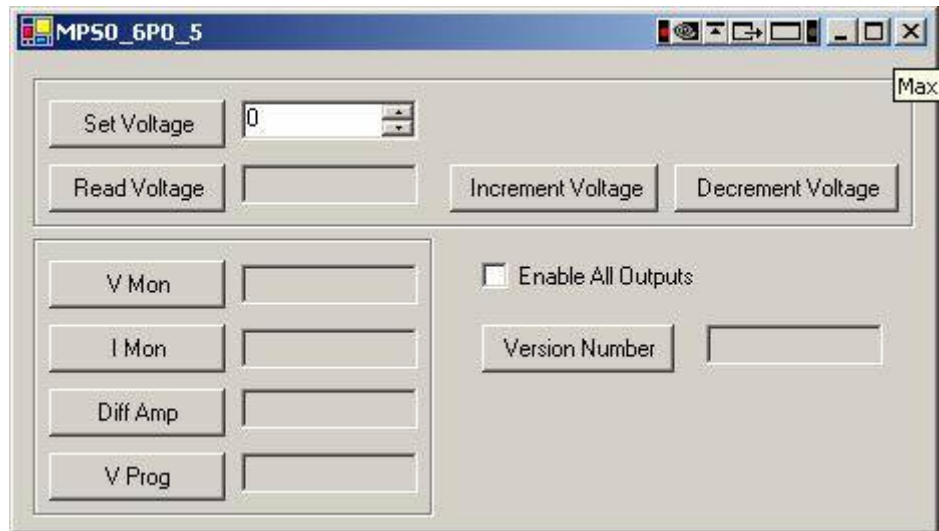 MPS0_6P0_5
Max
Set Voltage
0
Read Voltage
Increment Voltage
Decrement Voltage
V Mon
Enable All Outputs
I Mon
Version Number
Diff Amp
V Prog